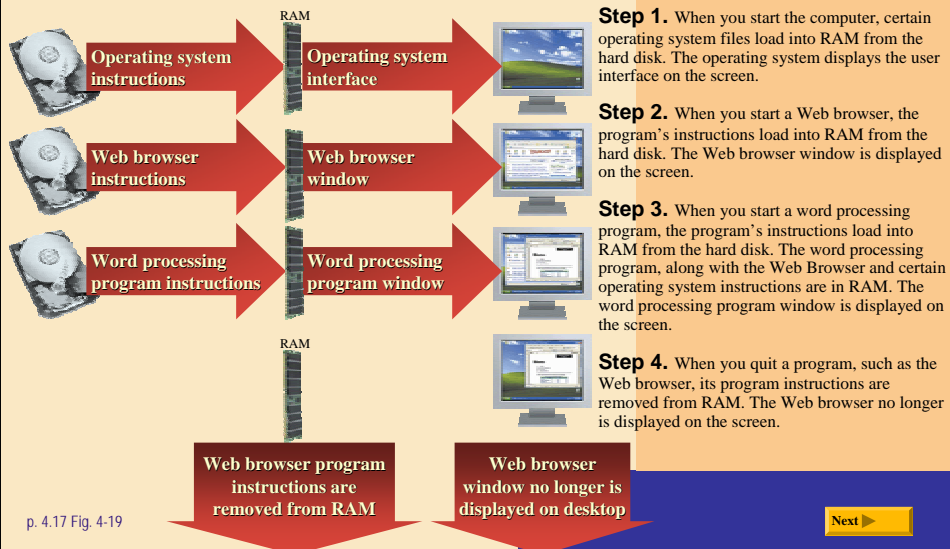 RAM
Operating system
instructions
Operating system
interface
Web browser
instructions
Web browser
window
Word processing
program instructions
Word processing
program window
RAM
Web browser program
instructions are
removed from RAM
Web browser
window no longer is
displayed on desktop
Step 1. When you start the computer, certain
operating system files load into RAM from the
hard disk. The operating system displays the user
interface on the screen.
Step 2. When you start a Web browser, the
program's instructions load into RAM from the
hard disk. The Web browser window is displayed
on the screen.
Step 3. When you start a word processing
program, the program's instructions load into
RAM from the hard disk. The word processing
program, along with the Web Browser and certain
operating system instructions are in RAM. The
word processing program window is displayed on
the screen.
Step 4. When you quit a program, such as the
Web browser, its program instructions are
removed from RAM. The Web browser no longer
is displayed on the screen.
p. 4.17 Fig. 4-19
Next